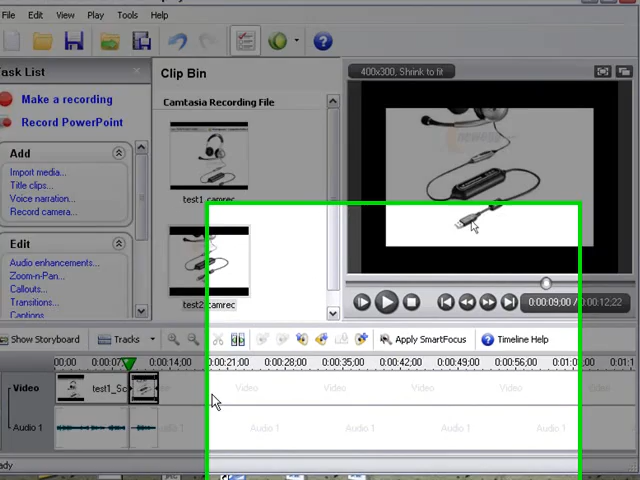 File Edit View Play Tools Help
Task List
Make a recording
Record PowerPoint
Add
Import media...
Title clips...
Voice narration...
Record camera...
Edit
Audio enhancements...
Zoom-n-Pan...
Callouts...
Transitions...
Captions
Clip Bin
Camtasia Recording File
test1.camrec
test2.camrec
400x300, Shrink to fit
0:00:09;00 / 0:00:12;22
Show Storyboard Tracks Apply SmartFocus Timeline Help
00;00 0:00:07;00 0:00:14;00 0:00:21;00 0:00:28;00 0:00:35;00 0:00:42;00 0:00:49;00 0:00:56;00
Video test1_Sc Video Video Video Video Video
Audio 1 Audio 1 Audio 1 Audio 1 Audio 1